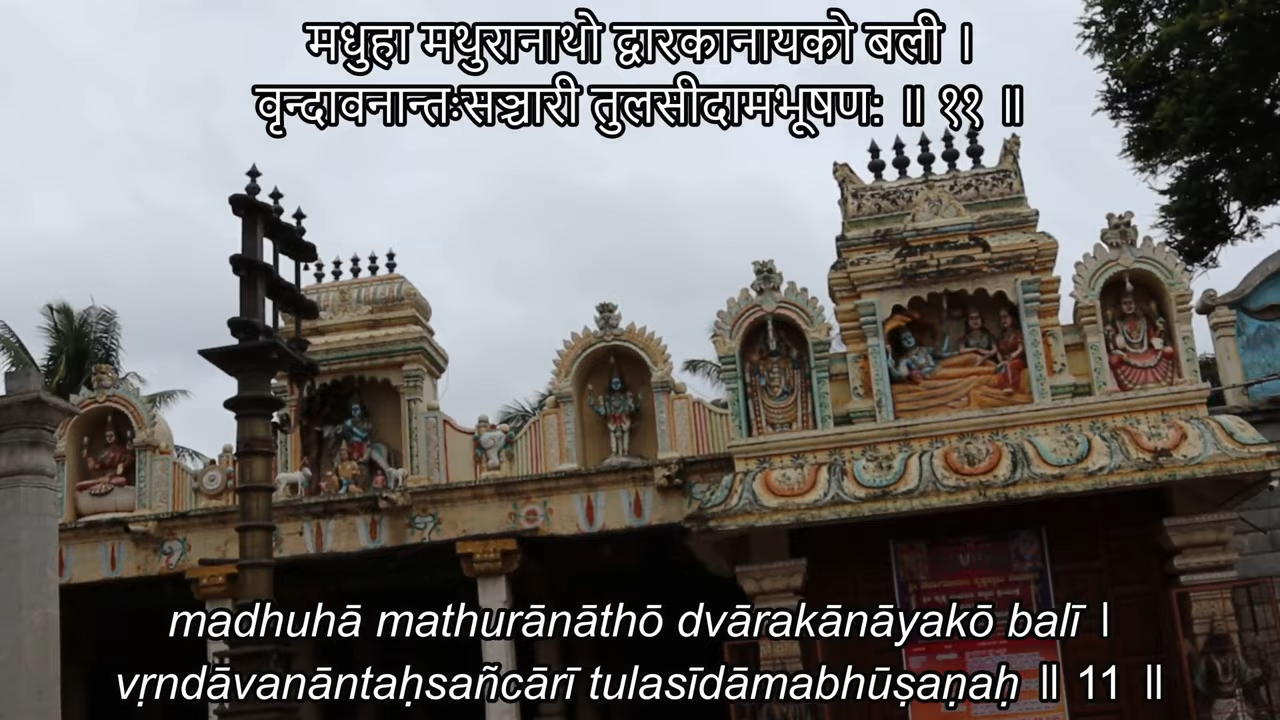 मधुहा मथुरानाथो द्वारकानायको बली ।
वृन्दावनान्तःसञ्चारी तुलसीदामभूषणः ॥ ११ ॥
madhuhā mathurānāthō dvārakānāyakō balī ।
vṛndāvanāntaḥsañcārī tulasīdāmabhūṣaṇaḥ ॥ 11 ॥